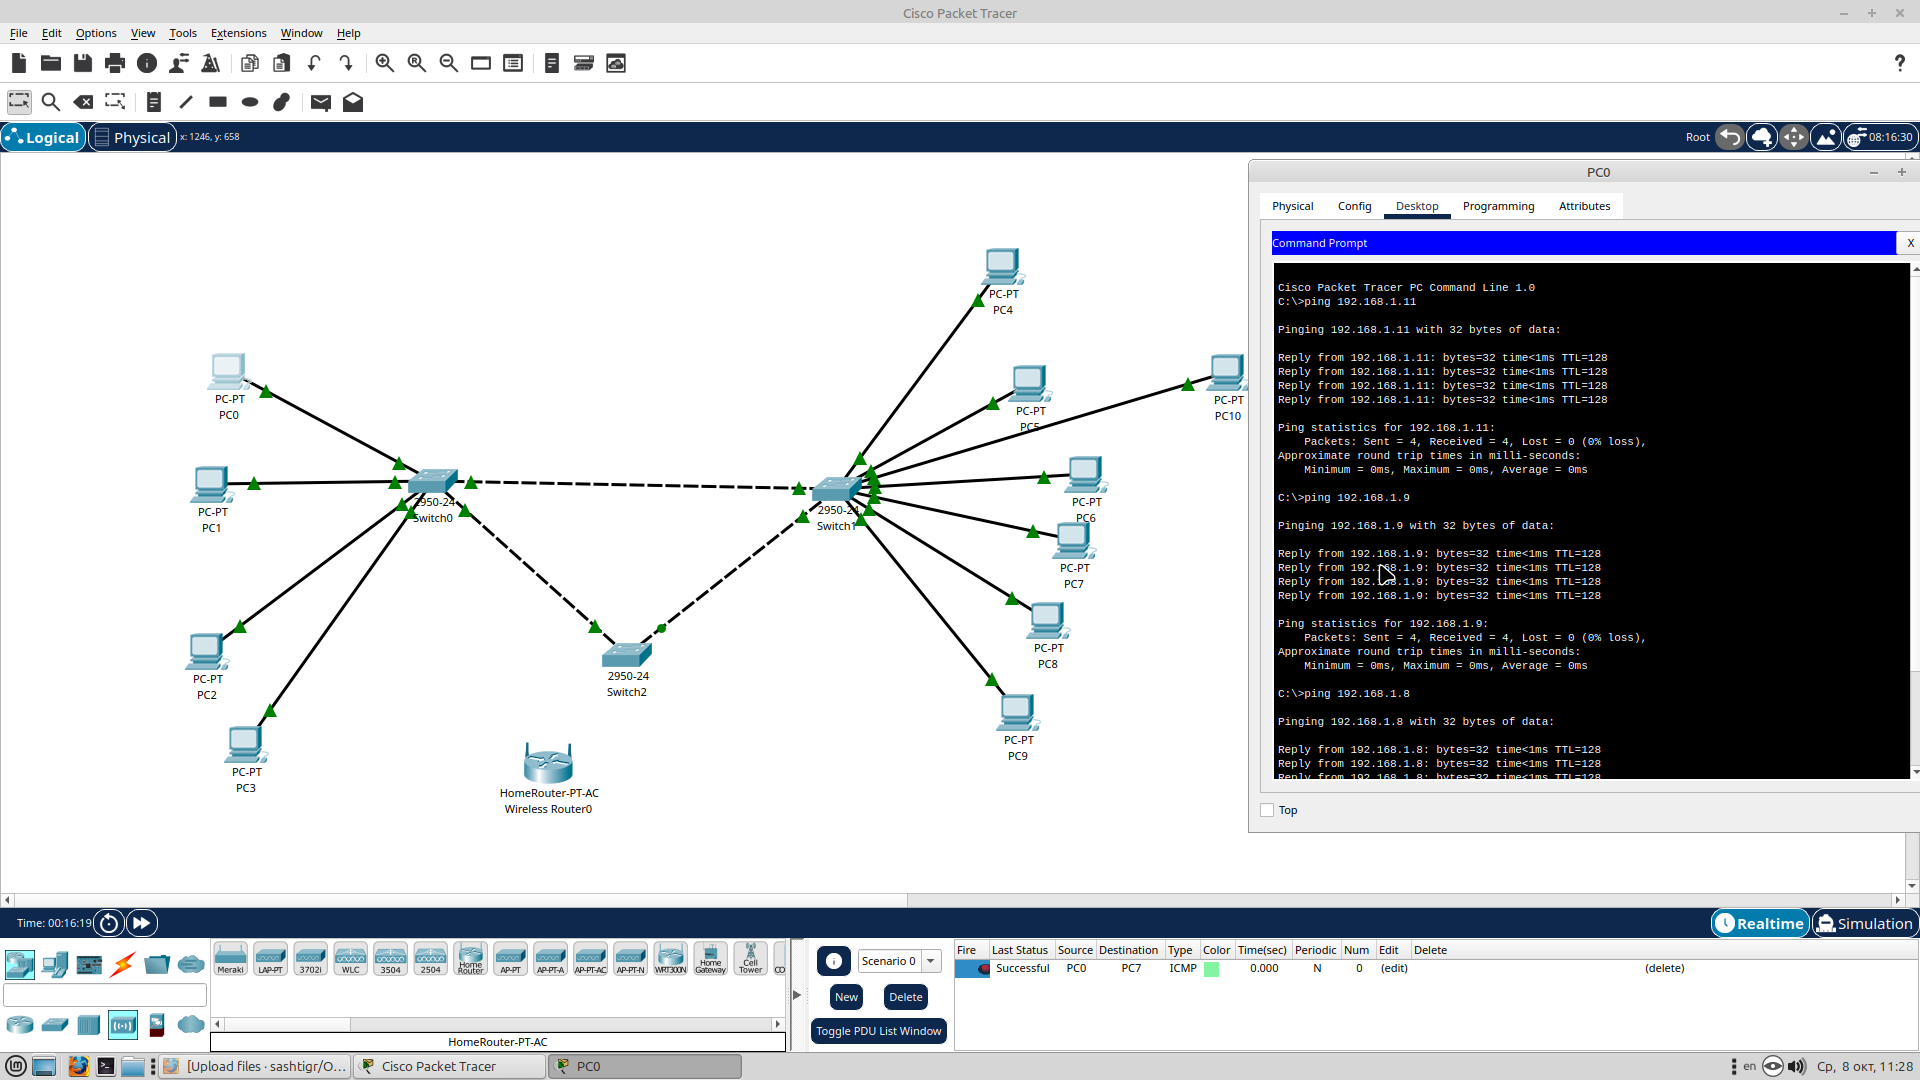 Cisco Packet Tracer
File Edit Options View Tools Extensions Window Help
Logical Physical x: 1246, y: 658 Root 08:16:30
PC-PT
PC0
PC-PT
PC1
PC-PT
PC2
PC-PT
PC3
2950-24
Switch0
2950-24
Switch1
2950-24
Switch2
HomeRouter-PT-AC
Wireless Router0
PC-PT
PC4
PC-PT
PC5
PC-PT
PC6
PC-PT
PC7
PC-PT
PC8
PC-PT
PC9
PC-PT
PC10
PC0
Physical Config Desktop Programming Attributes
Command Prompt X
Cisco Packet Tracer PC Command Line 1.0
C:\>ping 192.168.1.11
Pinging 192.168.1.11 with 32 bytes of data:
Reply from 192.168.1.11: bytes=32 time<1ms TTL=128
Reply from 192.168.1.11: bytes=32 time<1ms TTL=128
Reply from 192.168.1.11: bytes=32 time<1ms TTL=128
Reply from 192.168.1.11: bytes=32 time<1ms TTL=128
Ping statistics for 192.168.1.11:
Packets: Sent = 4, Received = 4, Lost = 0 (0% loss),
Approximate round trip times in milli-seconds:
Minimum = 0ms, Maximum = 0ms, Average = 0ms
C:\>ping 192.168.1.9
Pinging 192.168.1.9 with 32 bytes of data:
Reply from 192.168.1.9: bytes=32 time<1ms TTL=128
Reply from 192.168.1.9: bytes=32 time<1ms TTL=128
Reply from 192.168.1.9: bytes=32 time<1ms TTL=128
Reply from 192.168.1.9: bytes=32 time<1ms TTL=128
Ping statistics for 192.168.1.9:
Packets: Sent = 4, Received = 4, Lost = 0 (0% loss),
Approximate round trip times in milli-seconds:
Minimum = 0ms, Maximum = 0ms, Average = 0ms
C:\>ping 192.168.1.8
Pinging 192.168.1.8 with 32 bytes of data:
Reply from 192.168.1.8: bytes=32 time<1ms TTL=128
Reply from 192.168.1.8: bytes=32 time<1ms TTL=128
Reply from 192.168.1.8: bytes=32 time<1ms TTL=128
Top
Time: 00:16:19 Realtime Simulation
Meraki LAP-PT 3702i WLC 3504 2504 Home Router AP-PT AP-PT-A AP-PT-AC AP-PT-N WRT300N Home Gateway Cell Tower CO
HomeRouter-PT-AC
Scenario 0
New Delete
Toggle PDU List Window
Fire Last Status Source Destination Type Color Time(sec) Periodic Num Edit Delete
Successful PC0 PC7 ICMP 0.000 N 0 (edit) (delete)
[Upload files · sashtigr/O... Cisco Packet Tracer PC0 en Ср, 8 окт, 11:28